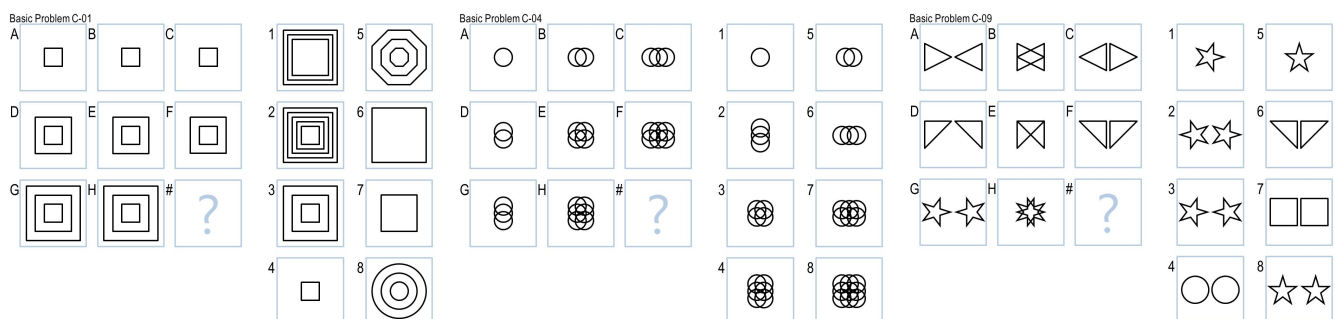 Basic Problem C-01
A B C 1 5
D E F 2 6
G H # ? 3 7
4 8
Basic Problem C-04
A B C 1 5
D E F 2 6
G H # ? 3 7
4 8
Basic Problem C-09
A B C 1 5
D E F 2 6
G H # ? 3 7
4 8